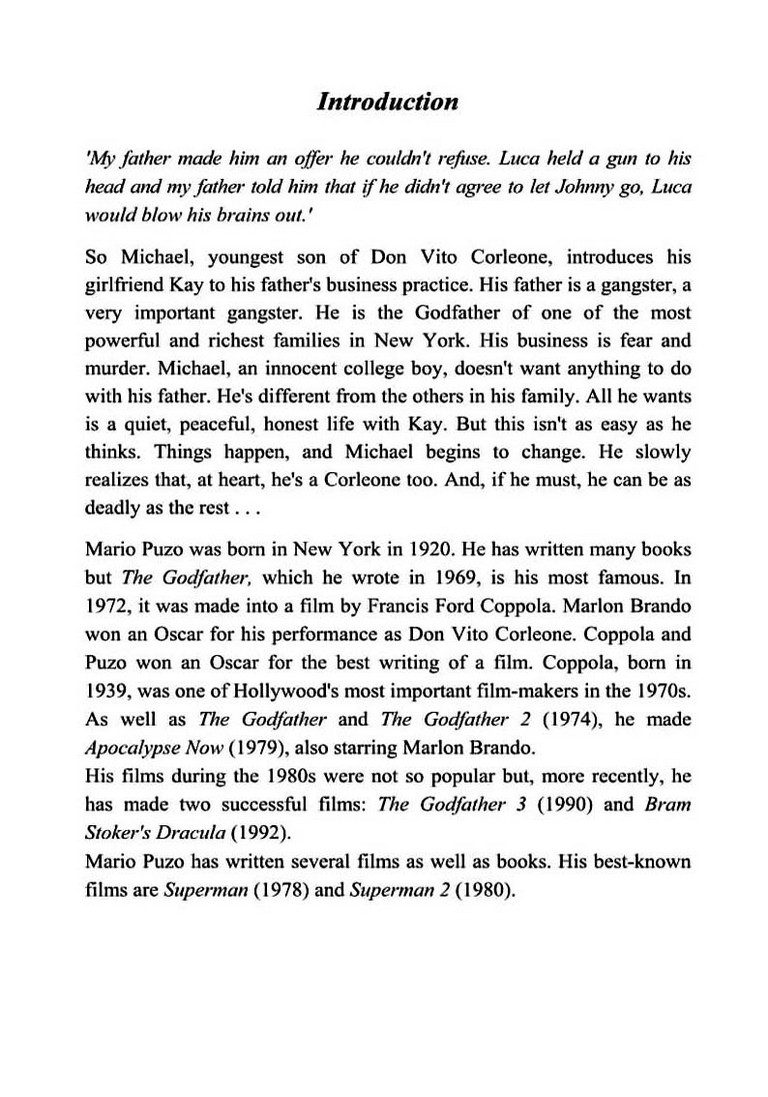 Introduction
'My father made him an offer he couldn't refuse. Luca held a gun to his
head and my father told him that if he didn't agree to let Johnny go, Luca
would blow his brains out.'
So Michael, youngest son of Don Vito Corleone, introduces his
girlfriend Kay to his father's business practice. His father is a gangster, a
very important gangster. He is the Godfather of one of the most
powerful and richest families in New York. His business is fear and
murder. Michael, an innocent college boy, doesn't want anything to do
with his father. He's different from the others in his family. All he wants
is a quiet, peaceful, honest life with Kay. But this isn't as easy as he
thinks. Things happen, and Michael begins to change. He slowly
realizes that, at heart, he's a Corleone too. And, if he must, he can be as
deadly as the rest . . .
Mario Puzo was born in New York in 1920. He has written many books
but The Godfather, which he wrote in 1969, is his most famous. In
1972, it was made into a film by Francis Ford Coppola. Marlon Brando
won an Oscar for his performance as Don Vito Corleone. Coppola and
Puzo won an Oscar for the best writing of a film. Coppola, born in
1939, was one of Hollywood's most important film-makers in the 1970s.
As well as The Godfather and The Godfather 2 (1974), he made
Apocalypse Now (1979), also starring Marlon Brando.
His films during the 1980s were not so popular but, more recently, he
has made two successful films: The Godfather 3 (1990) and Bram
Stoker's Dracula (1992).
Mario Puzo has written several films as well as books. His best-known
films are Superman (1978) and Superman 2 (1980).